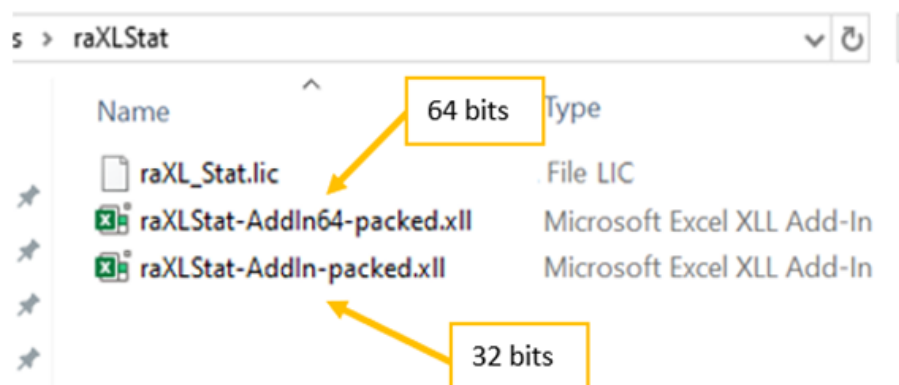 s > raXLStat
64 bits
Name Type
raXL_Stat.lic File LIC
raXLStat-AddIn64-packed.xll Microsoft Excel XLL Add-In
raXLStat-AddIn-packed.xll Microsoft Excel XLL Add-In
32 bits